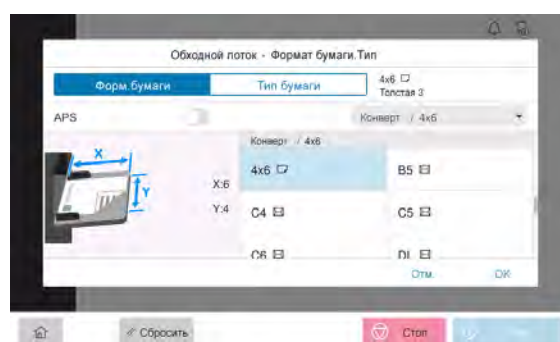 Обходной лоток - Формат бумаги.Тип
Форм.бумаги
Тип бумаги
4x6
Толстая 3
APS
Конверт / 4x6
Конверт / 4x6
X
Y
X:6
Y:4
4x6
B5
C4
C5
C6
DL
Отм.
OK
Сбросить
Стоп